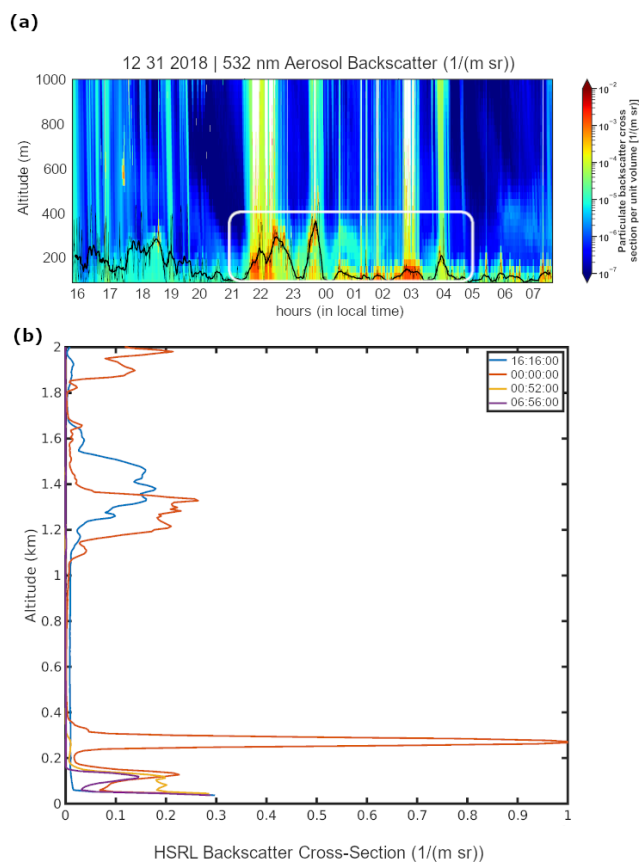 (a)
12 31 2018 | 532 nm Aerosol Backscatter (1/(m sr))
Altitude (m)
1000
800
600
400
200
16 17 18 19 20 21 22 23 00 01 02 03 04 05 06 07
hours (in local time)
10⁻²
10⁻³
10⁻⁴
10⁻⁵
10⁻⁶
10⁻⁷
Particulate backscatter cross
section per unit volume [1/(m sr)]
(b)
Altitude (km)
2
1.8
1.6
1.4
1.2
1
0.8
0.6
0.4
0.2
0
16:16:00
00:00:00
00:52:00
06:56:00
0 0.1 0.2 0.3 0.4 0.5 0.6 0.7 0.8 0.9 1
HSRL Backscatter Cross-Section (1/(m sr))